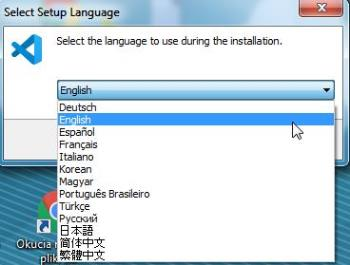 Select Setup Language
Select the language to use during the installation.
English
Deutsch
English
Español
Français
Italiano
Korean
Magyar
Português Brasileiro
Türkçe
Русский
日本語
简体中文
繁體中文
Okucia
plik